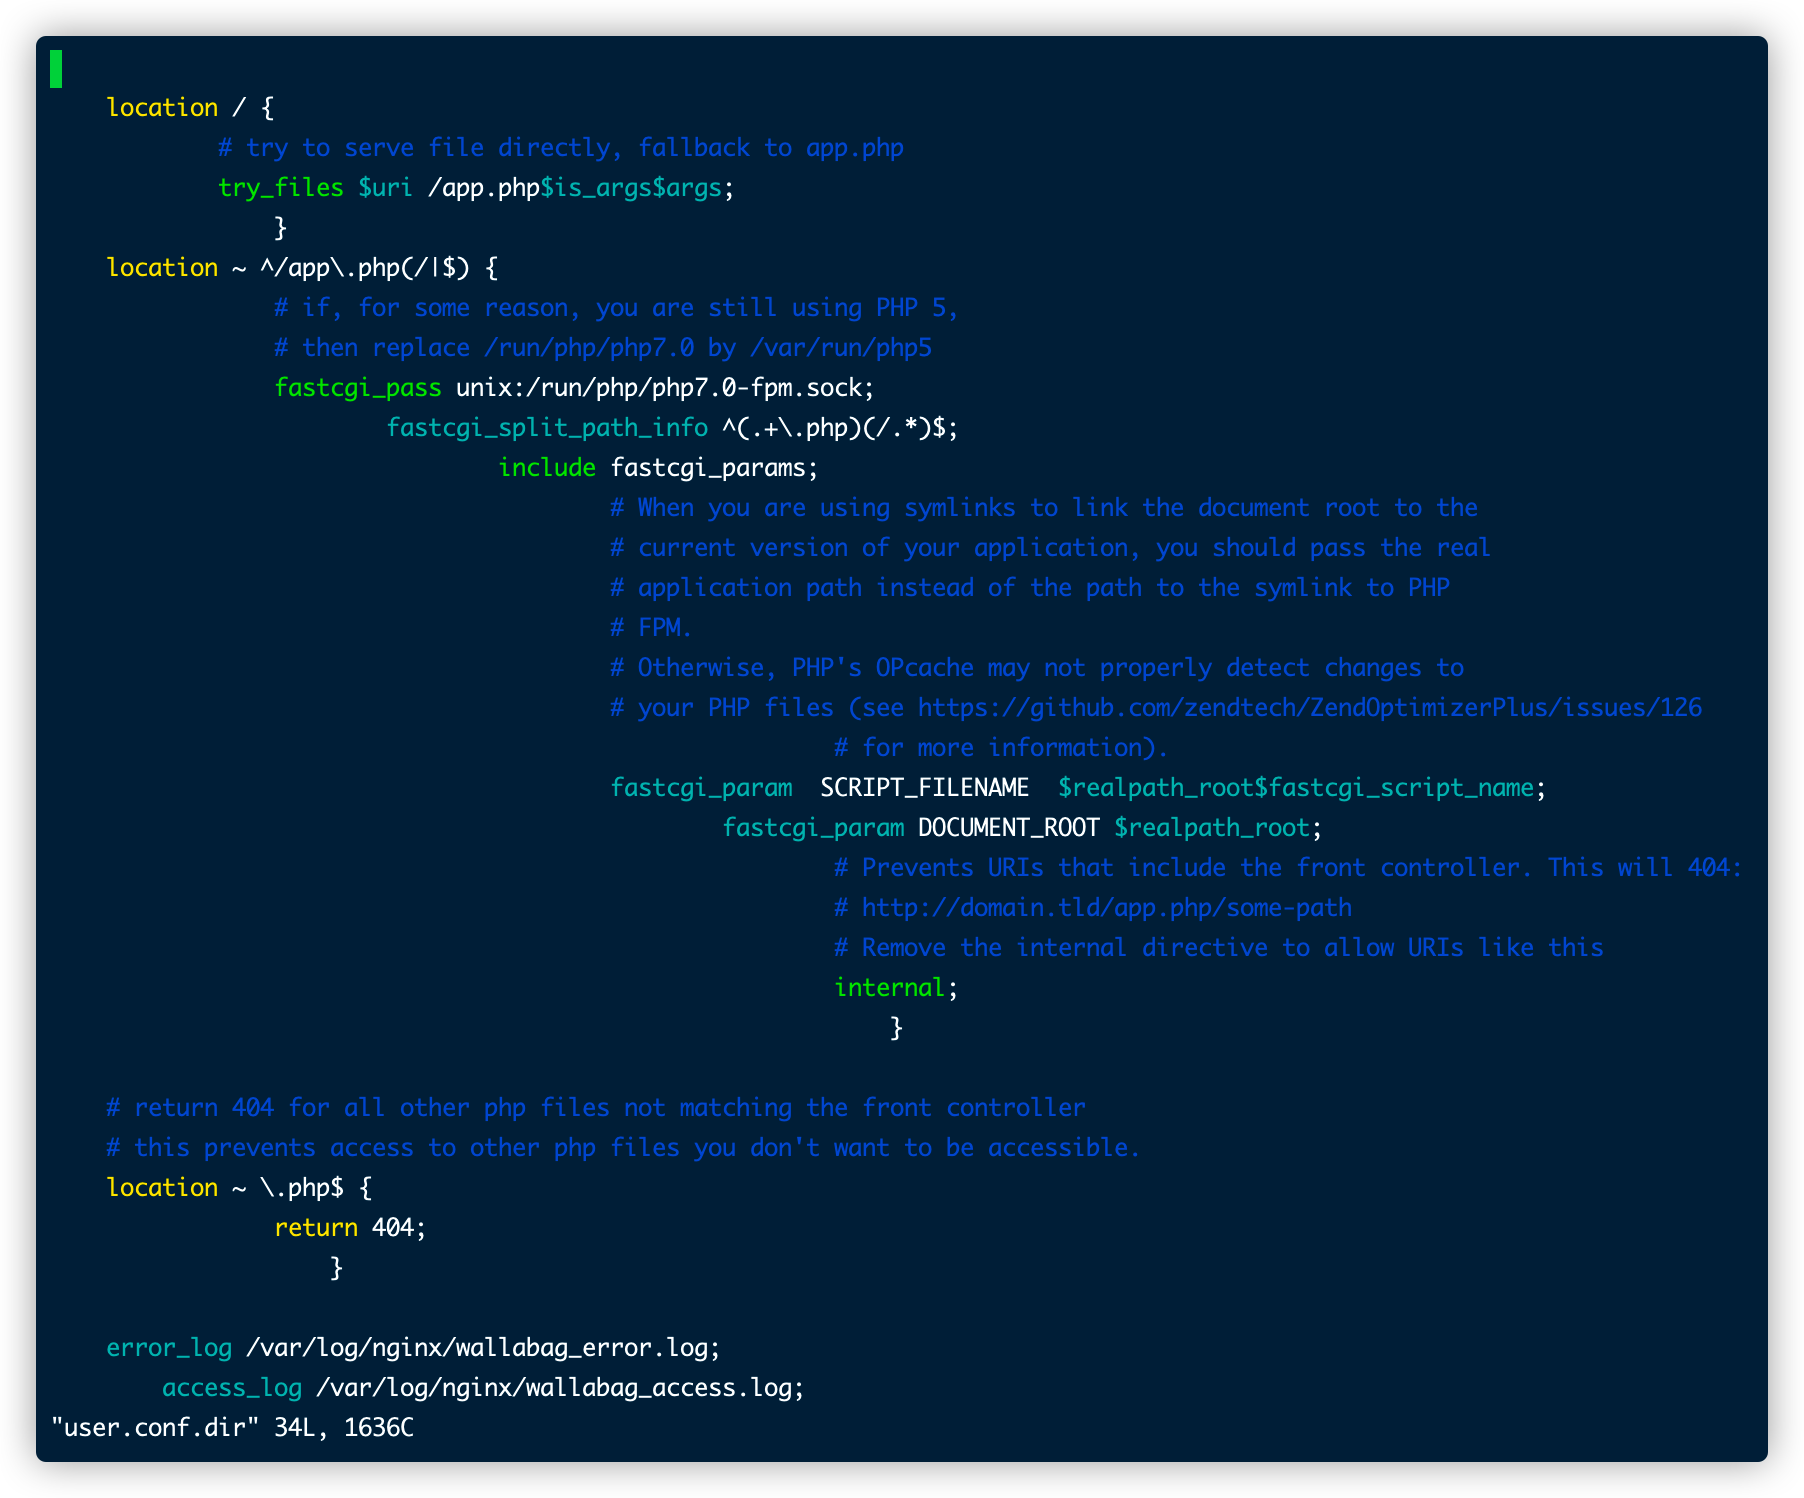 location / {
# try to serve file directly, fallback to app.php
try_files $uri /app.php$is_args$args;
}
location ~ ^/app\.php(/|$) {
# if, for some reason, you are still using PHP 5,
# then replace /run/php/php7.0 by /var/run/php5
fastcgi_pass unix:/run/php/php7.0-fpm.sock;
fastcgi_split_path_info ^(.+\.php)(/.*)$;
include fastcgi_params;
# When you are using symlinks to link the document root to the
# current version of your application, you should pass the real
# application path instead of the path to the symlink to PHP
# FPM.
# Otherwise, PHP's OPcache may not properly detect changes to
# your PHP files (see https://github.com/zendtech/ZendOptimizerPlus/issues/126
# for more information).
fastcgi_param  SCRIPT_FILENAME  $realpath_root$fastcgi_script_name;
fastcgi_param DOCUMENT_ROOT $realpath_root;
# Prevents URIs that include the front controller. This will 404:
# http://domain.tld/app.php/some-path
# Remove the internal directive to allow URIs like this
internal;
}
# return 404 for all other php files not matching the front controller
# this prevents access to other php files you don't want to be accessible.
location ~ \.php$ {
return 404;
}
error_log /var/log/nginx/wallabag_error.log;
access_log /var/log/nginx/wallabag_access.log;
"user.conf.dir" 34L, 1636C